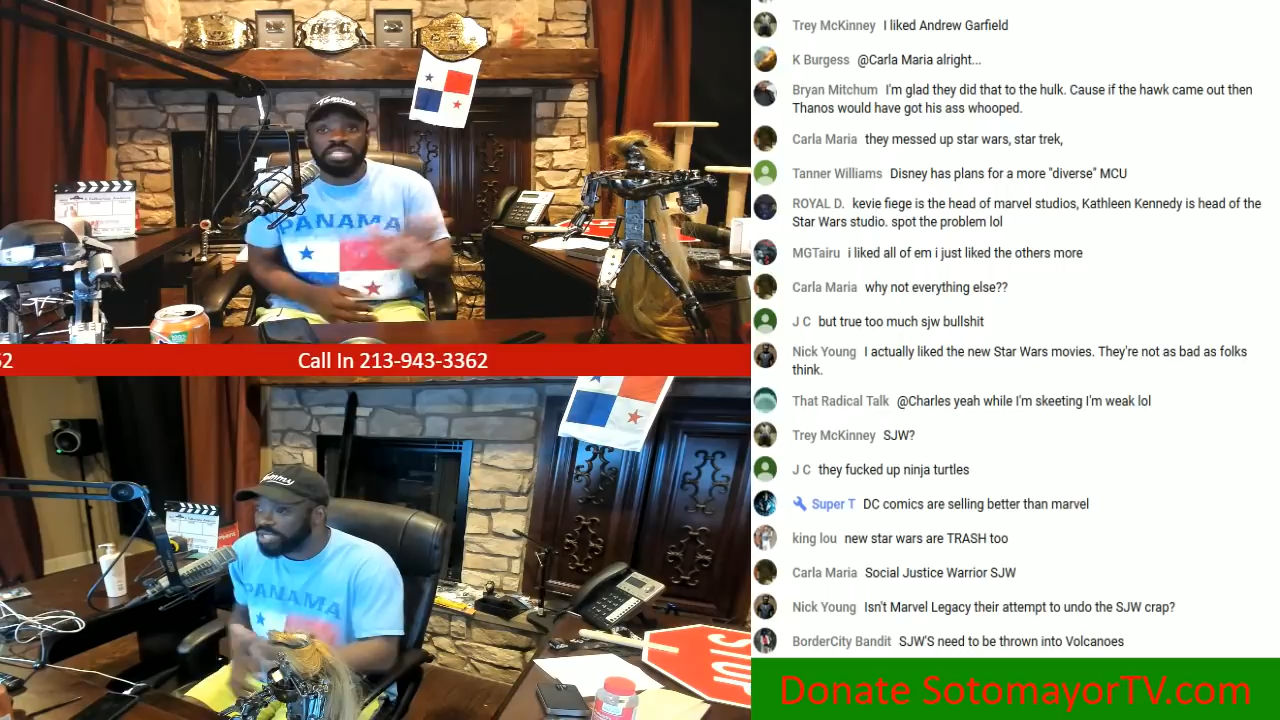 Tommy
PANAMA
52
Call In 213-943-3362
Tommy
PANAMA
STOP
Trey McKinney I liked Andrew Garfield
K Burgess @Carla Maria alright...
Bryan Mitchum I'm glad they did that to the hulk. Cause if the hawk came out then
Thanos would have got his ass whooped.
Carla Maria they messed up star wars, star trek,
Tanner Williams Disney has plans for a more "diverse" MCU
ROYAL D. kevie fiege is the head of marvel studios, Kathleen Kennedy is head of the
Star Wars studio. spot the problem lol
MGTairu i liked all of em i just liked the others more
Carla Maria why not everything else??
J C but true too much sjw bullshit
Nick Young I actually liked the new Star Wars movies. They're not as bad as folks
think.
That Radical Talk @Charles yeah while I'm skeeting I'm weak lol
Trey McKinney SJW?
J C they fucked up ninja turtles
Super T DC comics are selling better than marvel
king lou new star wars are TRASH too
Carla Maria Social Justice Warrior SJW
Nick Young Isn't Marvel Legacy their attempt to undo the SJW crap?
BorderCity Bandit SJW'S need to be thrown into Volcanoes
Donate SotomayorTV.com